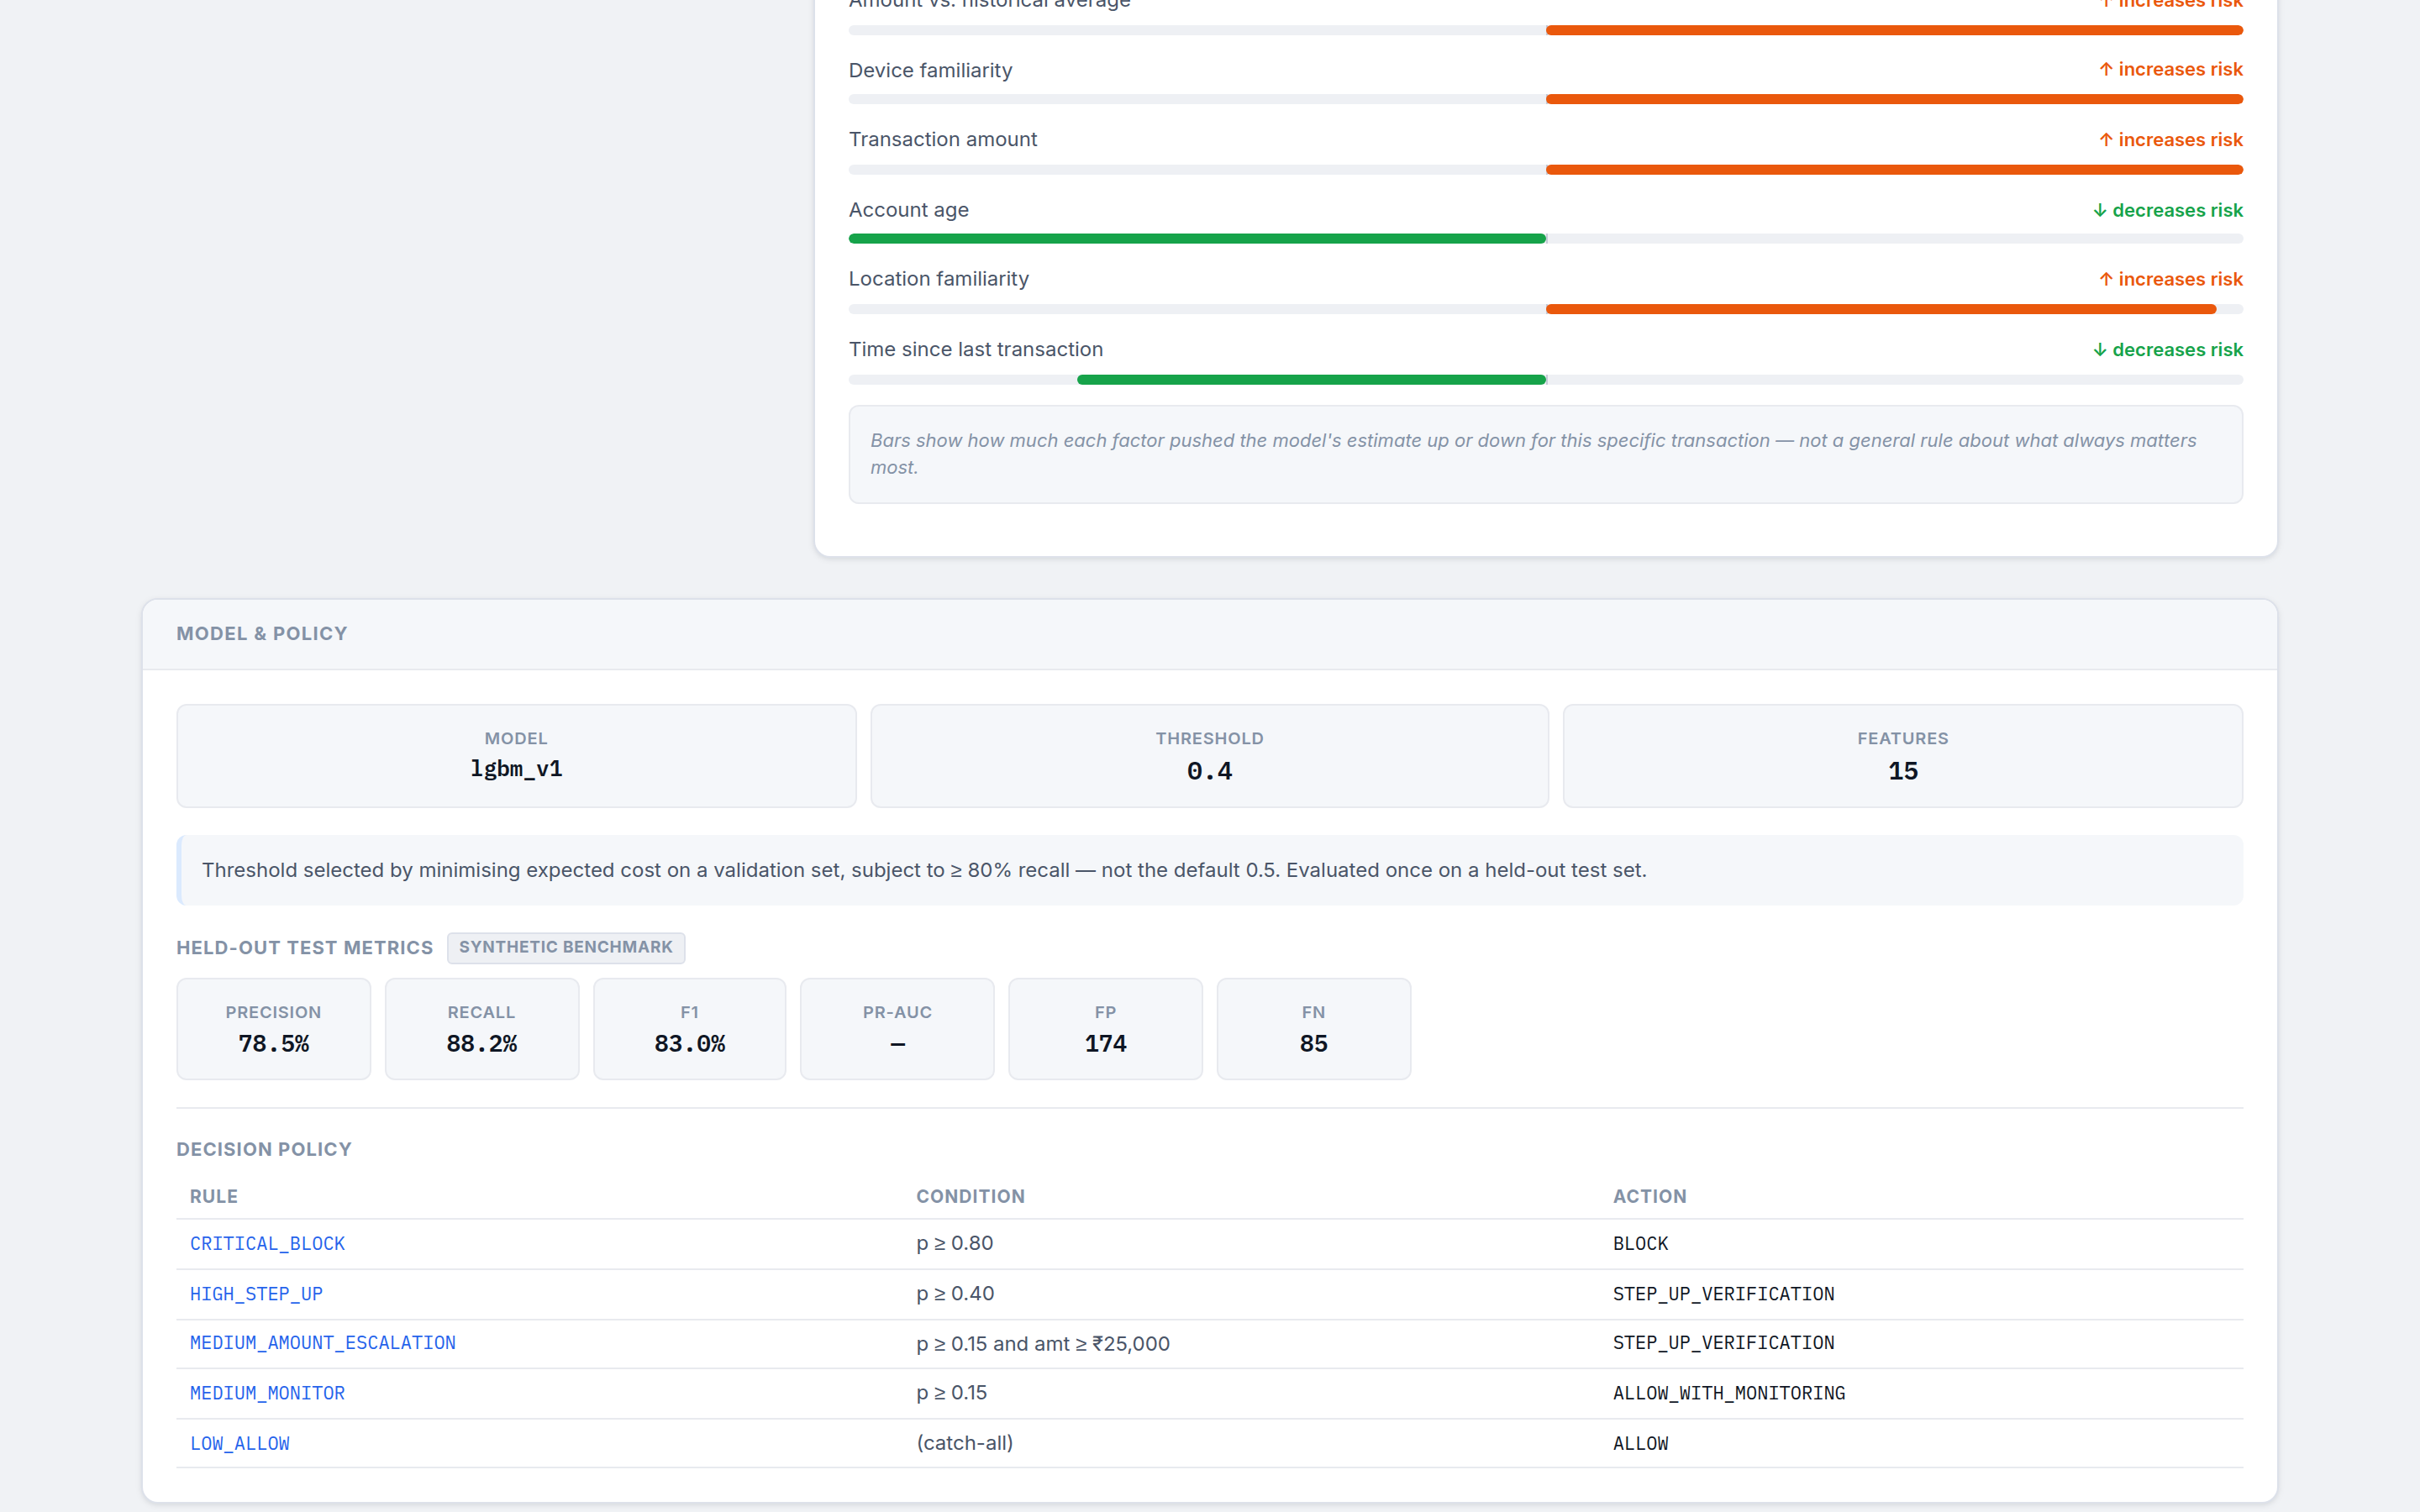 Amount vs. historical average
↑ increases risk
Device familiarity
↑ increases risk
Transaction amount
↑ increases risk
Account age
↓ decreases risk
Location familiarity
↑ increases risk
Time since last transaction
↓ decreases risk
Bars show how much each factor pushed the model's estimate up or down for this specific transaction — not a general rule about what always matters
most.
MODEL & POLICY
MODEL
lgbm_v1
THRESHOLD
0.4
FEATURES
15
Threshold selected by minimising expected cost on a validation set, subject to ≥ 80% recall — not the default 0.5. Evaluated once on a held-out test set.
HELD-OUT TEST METRICS
SYNTHETIC BENCHMARK
PRECISION
78.5%
RECALL
88.2%
F1
83.0%
PR-AUC
—
FP
174
FN
85
DECISION POLICY
RULE CONDITION ACTION
CRITICAL_BLOCK p ≥ 0.80 BLOCK
HIGH_STEP_UP p ≥ 0.40 STEP_UP_VERIFICATION
MEDIUM_AMOUNT_ESCALATION p ≥ 0.15 and amt ≥ ₹25,000 STEP_UP_VERIFICATION
MEDIUM_MONITOR p ≥ 0.15 ALLOW_WITH_MONITORING
LOW_ALLOW (catch-all) ALLOW